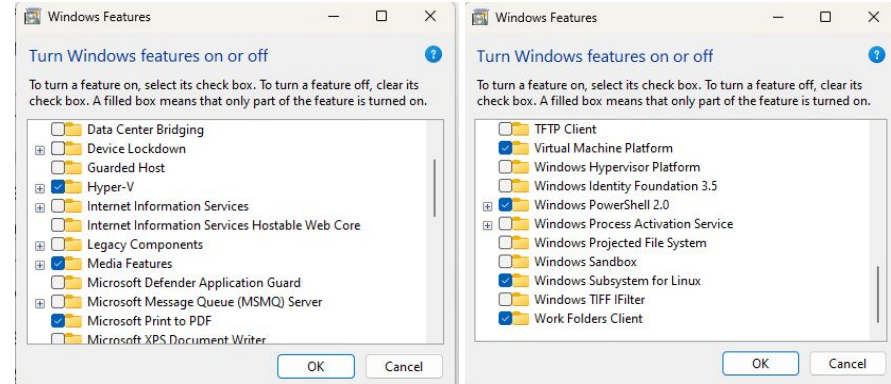 Windows Features
Turn Windows features on or off
To turn a feature on, select its check box. To turn a feature off, clear its
check box. A filled box means that only part of the feature is turned on.
Data Center Bridging
Device Lockdown
Guarded Host
Hyper-V
Internet Information Services
Internet Information Services Hostable Web Core
Legacy Components
Media Features
Microsoft Defender Application Guard
Microsoft Message Queue (MSMQ) Server
Microsoft Print to PDF
Microsoft XPS Document Writer
OK
Cancel
Windows Features
Turn Windows features on or off
To turn a feature on, select its check box. To turn a feature off, clear its
check box. A filled box means that only part of the feature is turned on.
TFTP Client
Virtual Machine Platform
Windows Hypervisor Platform
Windows Identity Foundation 3.5
Windows PowerShell 2.0
Windows Process Activation Service
Windows Projected File System
Windows Sandbox
Windows Subsystem for Linux
Windows TIFF IFilter
Work Folders Client
OK
Cancel